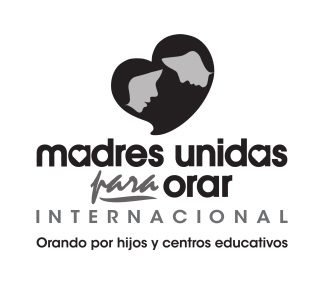 madres unidas
para orar
INTERNACIONAL
Orando por hijos y centros educativos